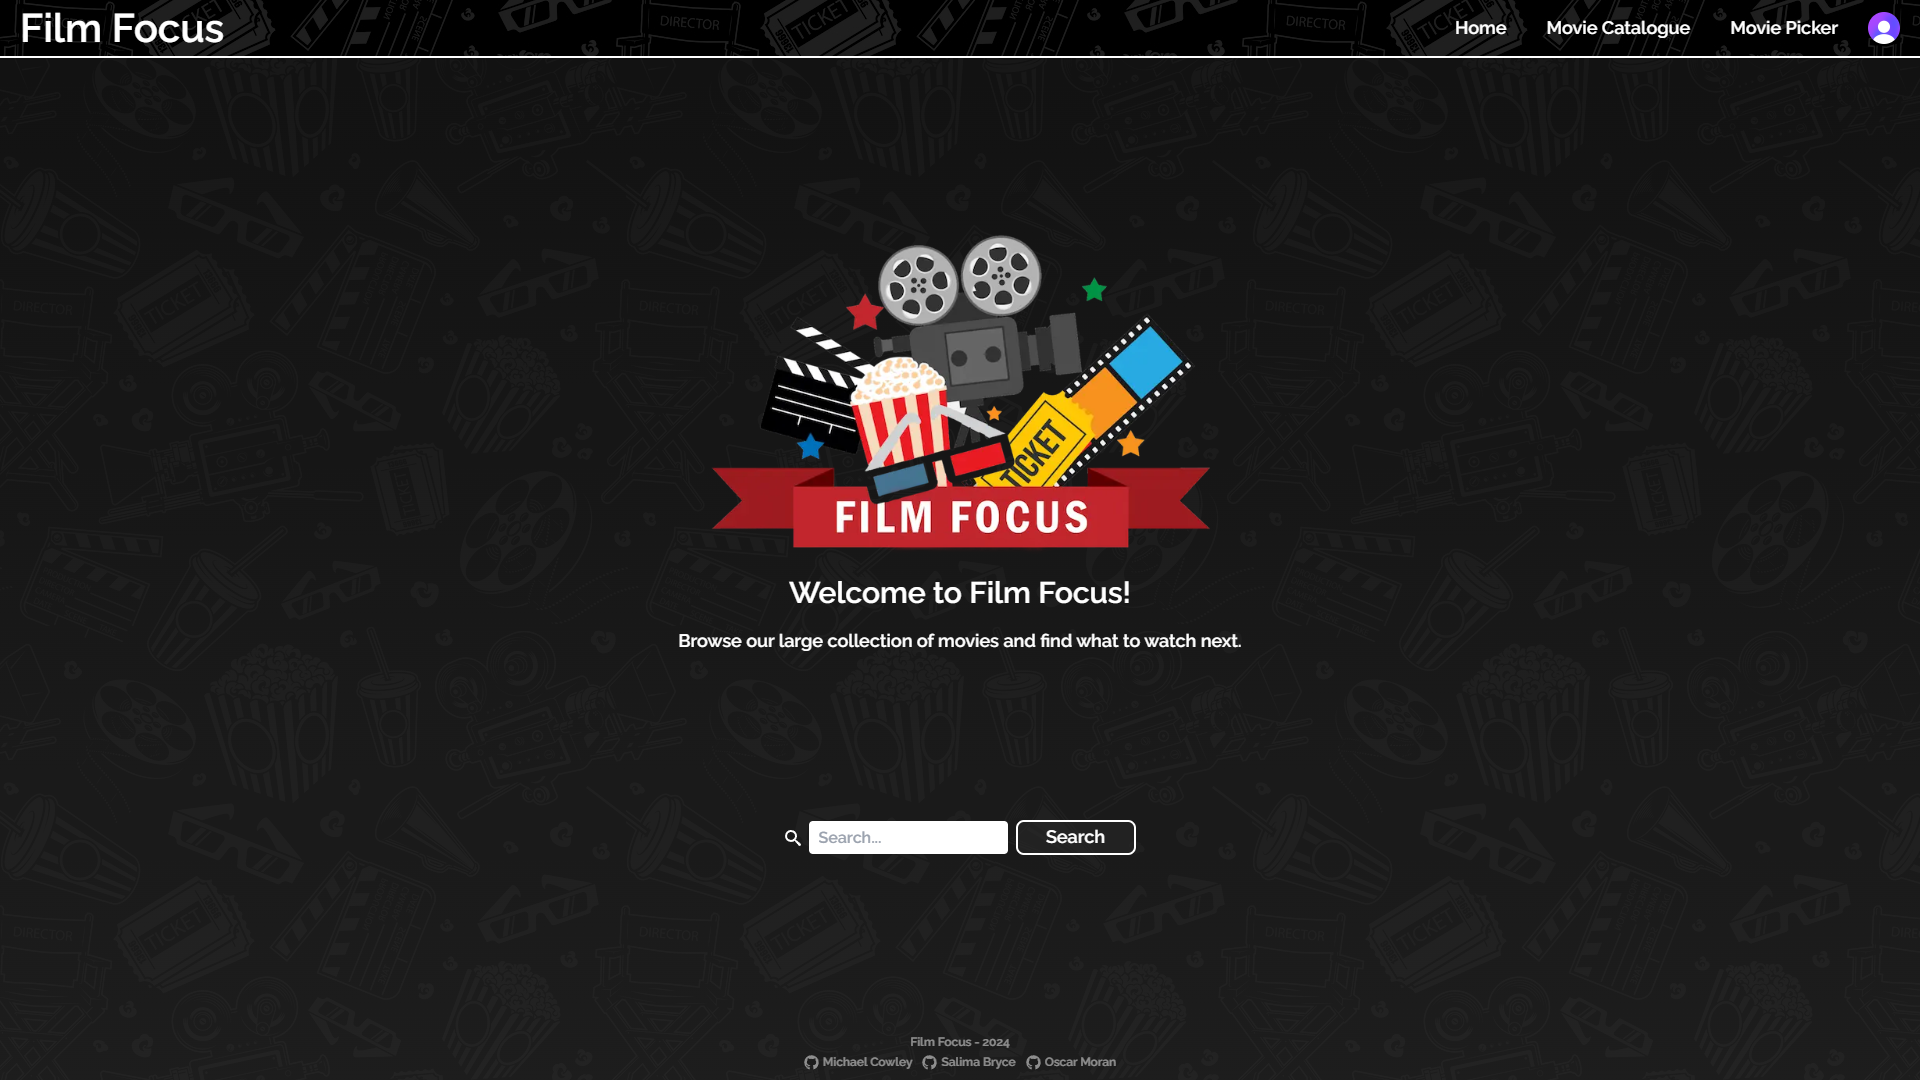 Film Focus
Home
Movie Catalogue
Movie Picker
TICKET
FILM FOCUS
Welcome to Film Focus!
Browse our large collection of movies and find what to watch next.
Search...
Search
Film Focus - 2024
Michael Cowley
Salima Bryce
Oscar Moran